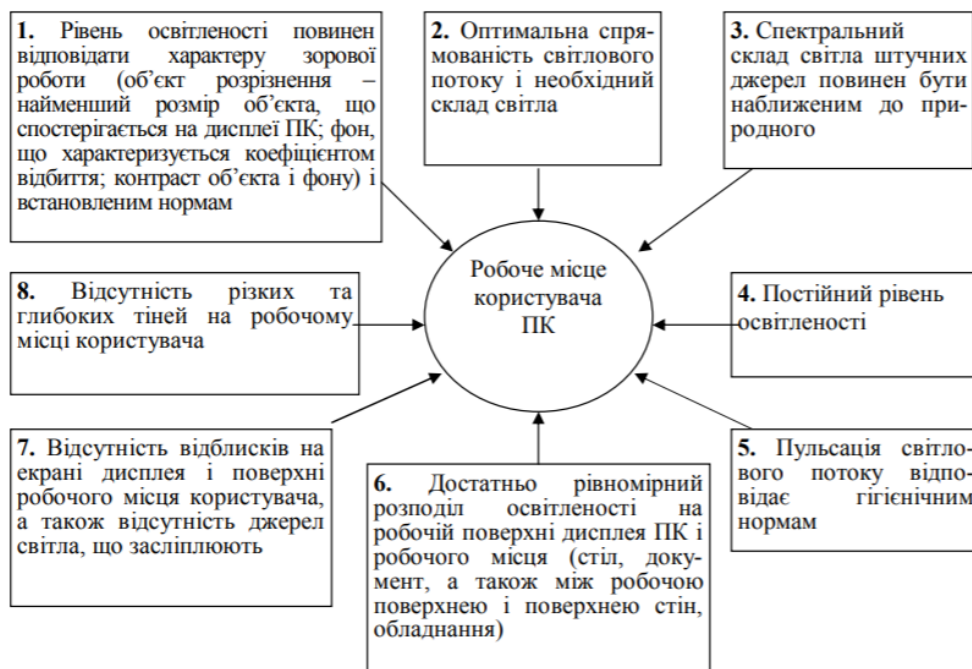 1. Рівень освітленості повинен
відповідати характеру зорової
роботи (об’єкт розрізнення –
найменший розмір об’єкта, що
спостерігається на дисплеї ПК; фон,
що характеризується коефіцієнтом
відбиття; контраст об’єкта і фону) і
встановленим нормам
2. Оптимальна спря-
мованість світлового
потоку і необхідний
склад світла
3. Спектральний
склад світла штучних
джерел повинен бути
наближеним до при-
родного
Робоче місце
користувача
ПК
8. Відсутність різких та
глибоких тіней на робочому
місці користувача
4. Постійний рівень
освітленості
7. Відсутність відблисків на
екрані дисплея і поверхні
робочого місця користувача,
а також відсутність джерел
світла, що засліплюють
6. Достатньо рівномірний
розподіл освітленості на
робочій поверхні дисплея ПК і
робочого місця (стіл, доку-
мент, а також між робочою
поверхнею і поверхнею стін,
обладнання)
5. Пульсація світло-
вого потоку відпо-
відає гігієнічним
нормам